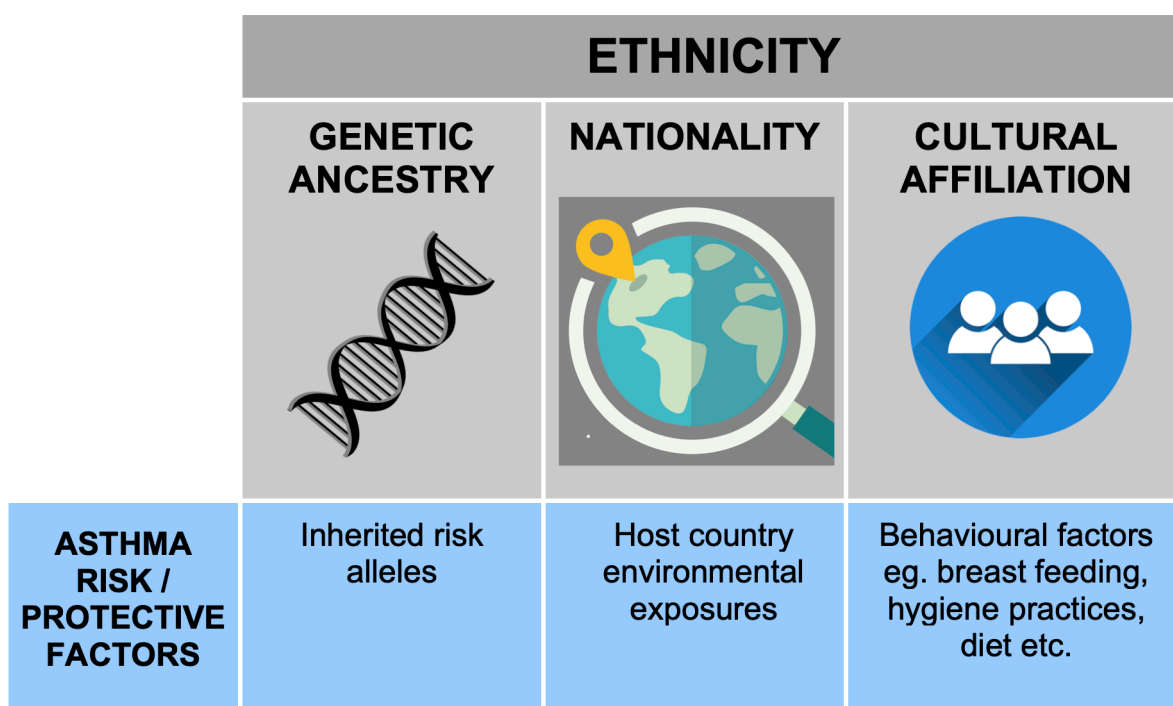 ETHNICITY
GENETIC
ANCESTRY
NATIONALITY
CULTURAL
AFFILIATION
ASTHMA
RISK /
PROTECTIVE
FACTORS
Inherited risk
alleles
Host country
environmental
exposures
Behavioural factors
eg. breast feeding,
hygiene practices,
diet etc.